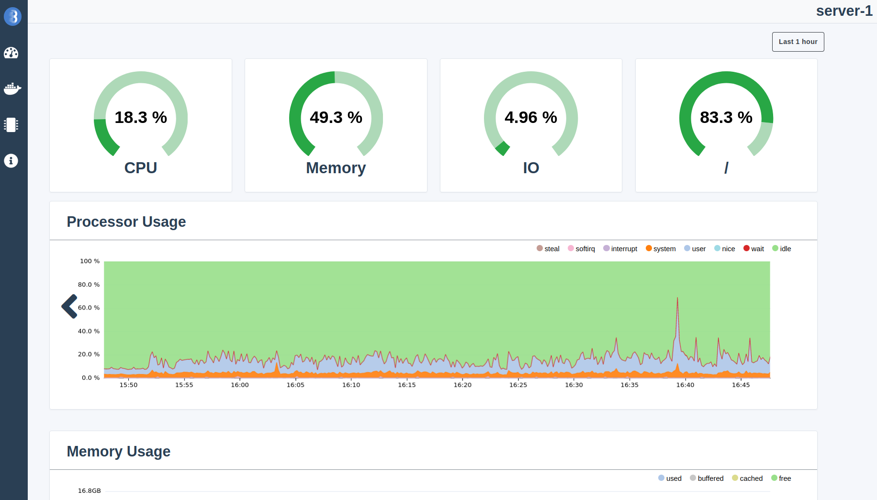 server-1
Last 1 hour
18.3 %
CPU
49.3 %
Memory
4.96 %
IO
83.3 %
/
Processor Usage
steal softirq interrupt system user nice wait idle
100 %
80.0 %
60.0 %
40.0 %
20.0 %
0.0 %
15:50 15:55 16:00 16:05 16:10 16:15 16:20 16:25 16:30 16:35 16:40 16:45
Memory Usage
used buffered cached free
16.8GB